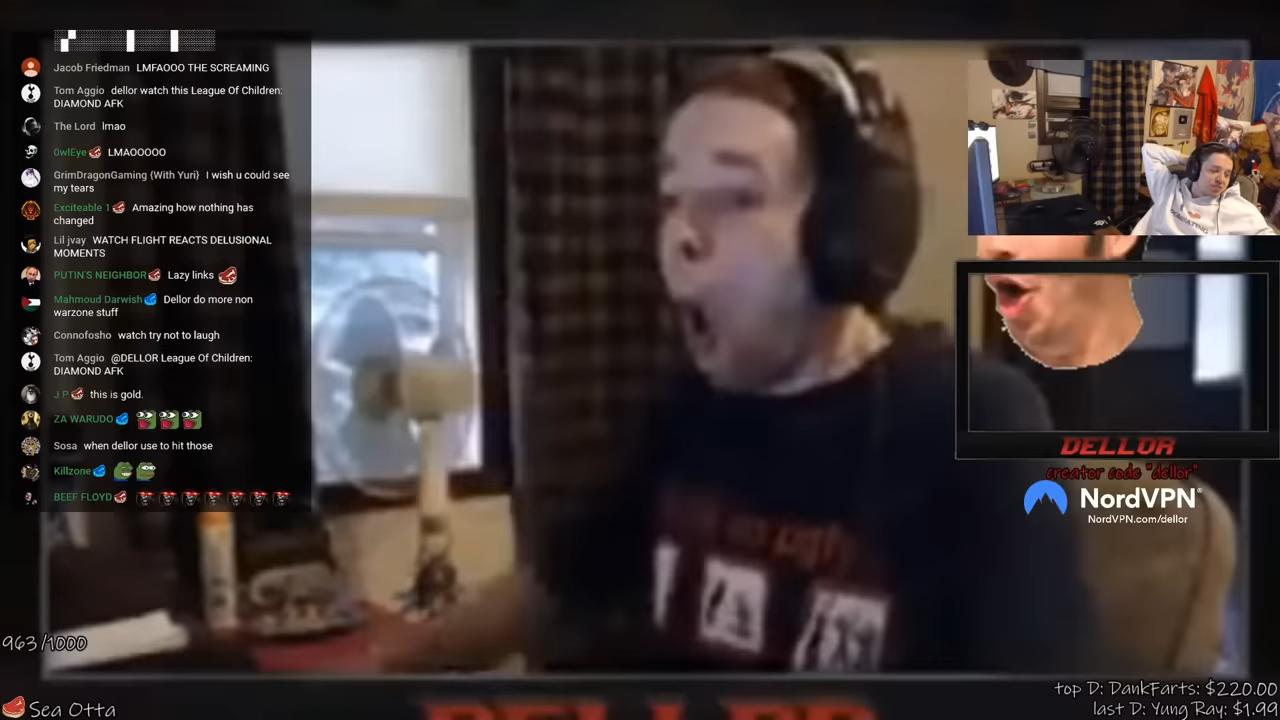 Jacob Friedman LMFAOOO THE SCREAMING
Tom Aggio dellor watch this League Of Children:
DIAMOND AFK
The Lord lmao
0wlEye LMAOOOOO
GrimDragonGaming {With Yuri} I wish u could see
my tears
Exciteable 1 Amazing how nothing has
changed
Lil jvay WATCH FLIGHT REACTS DELUSIONAL
MOMENTS
PUTIN'S NEIGHBOR Lazy links
Mahmoud Darwish Dellor do more non
warzone stuff
Connofosho watch try not to laugh
Tom Aggio @DELLOR League Of Children:
DIAMOND AFK
J P this is gold.
ZA WARUDO
Sosa when dellor use to hit those
Killzone
BEEF FLOYD
963/1000
Sea Otta
DELLOR
creator code "dellor"
NordVPN®
NordVPN.com/dellor
top D: DankFarts: $220.00
last D: Yung Ray: $1.99